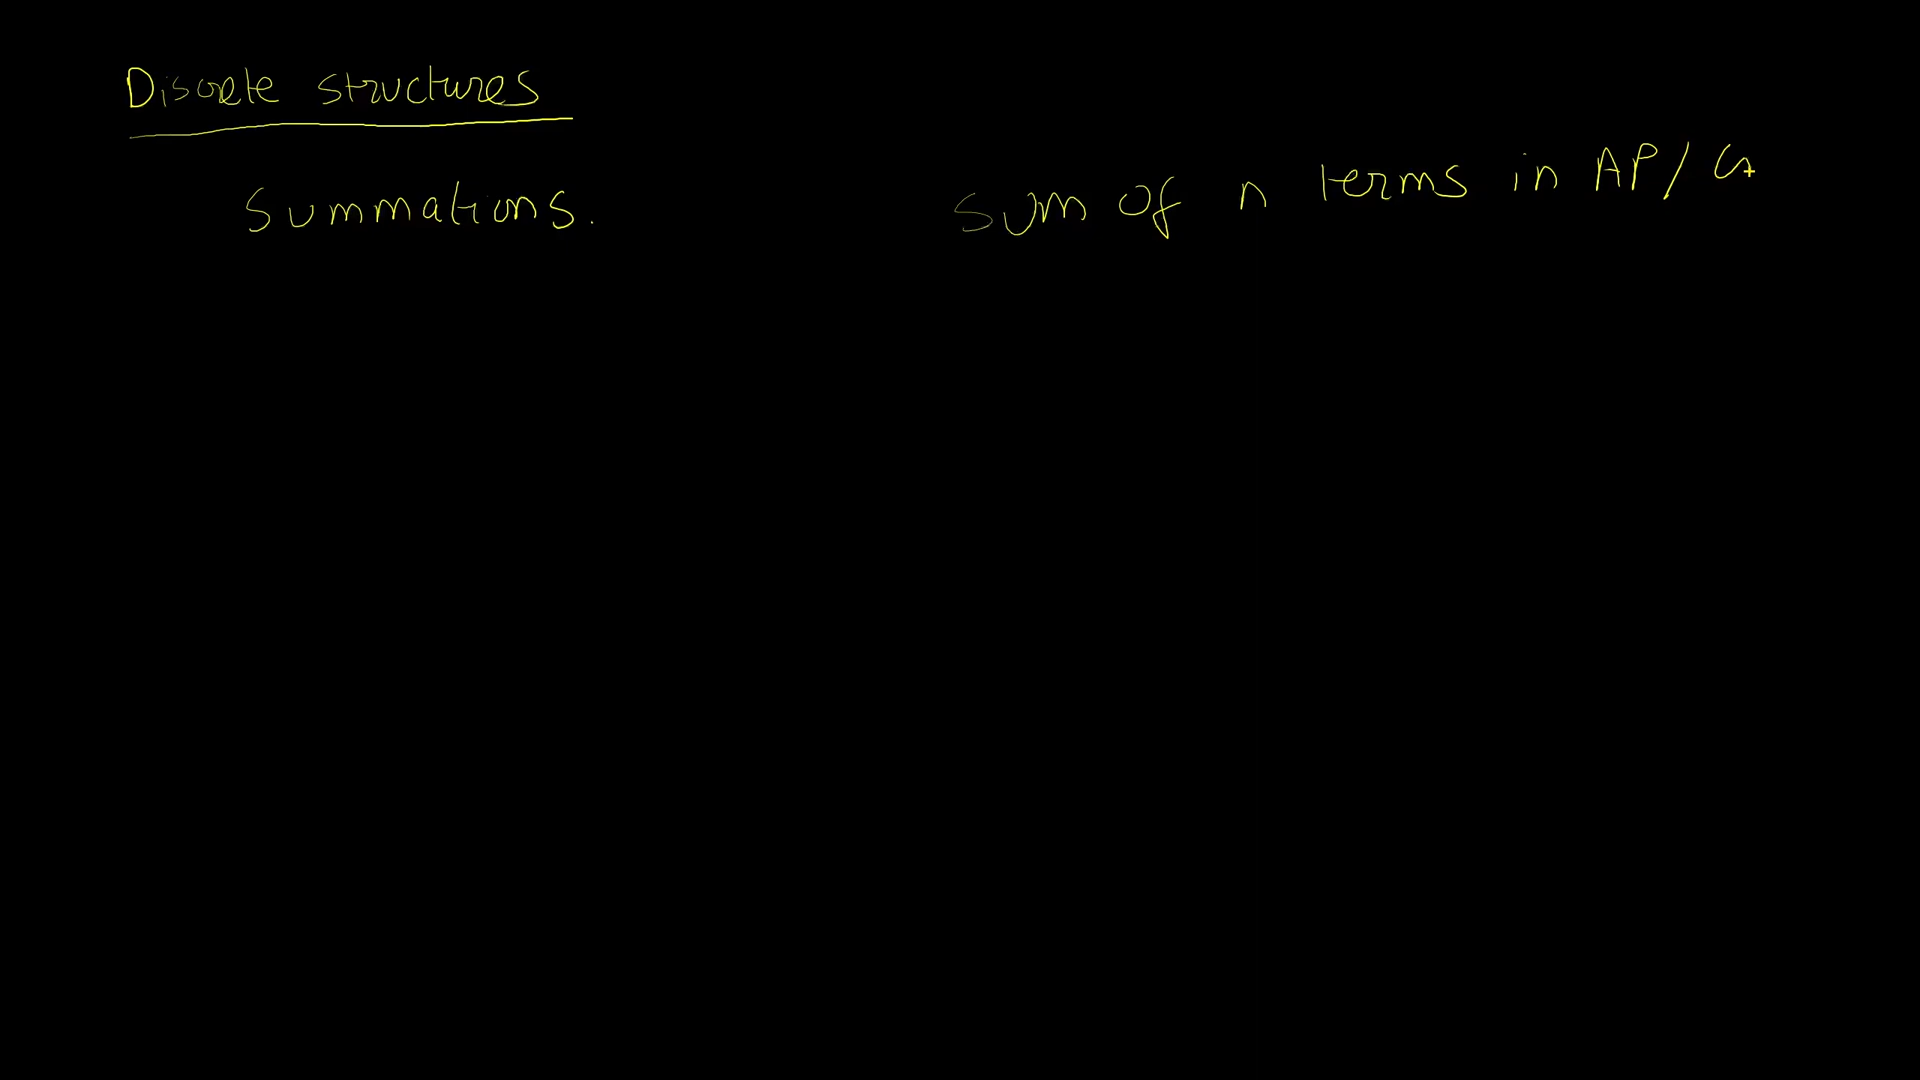 Discrete structures
Summations.
Sum of n terms in AP/G